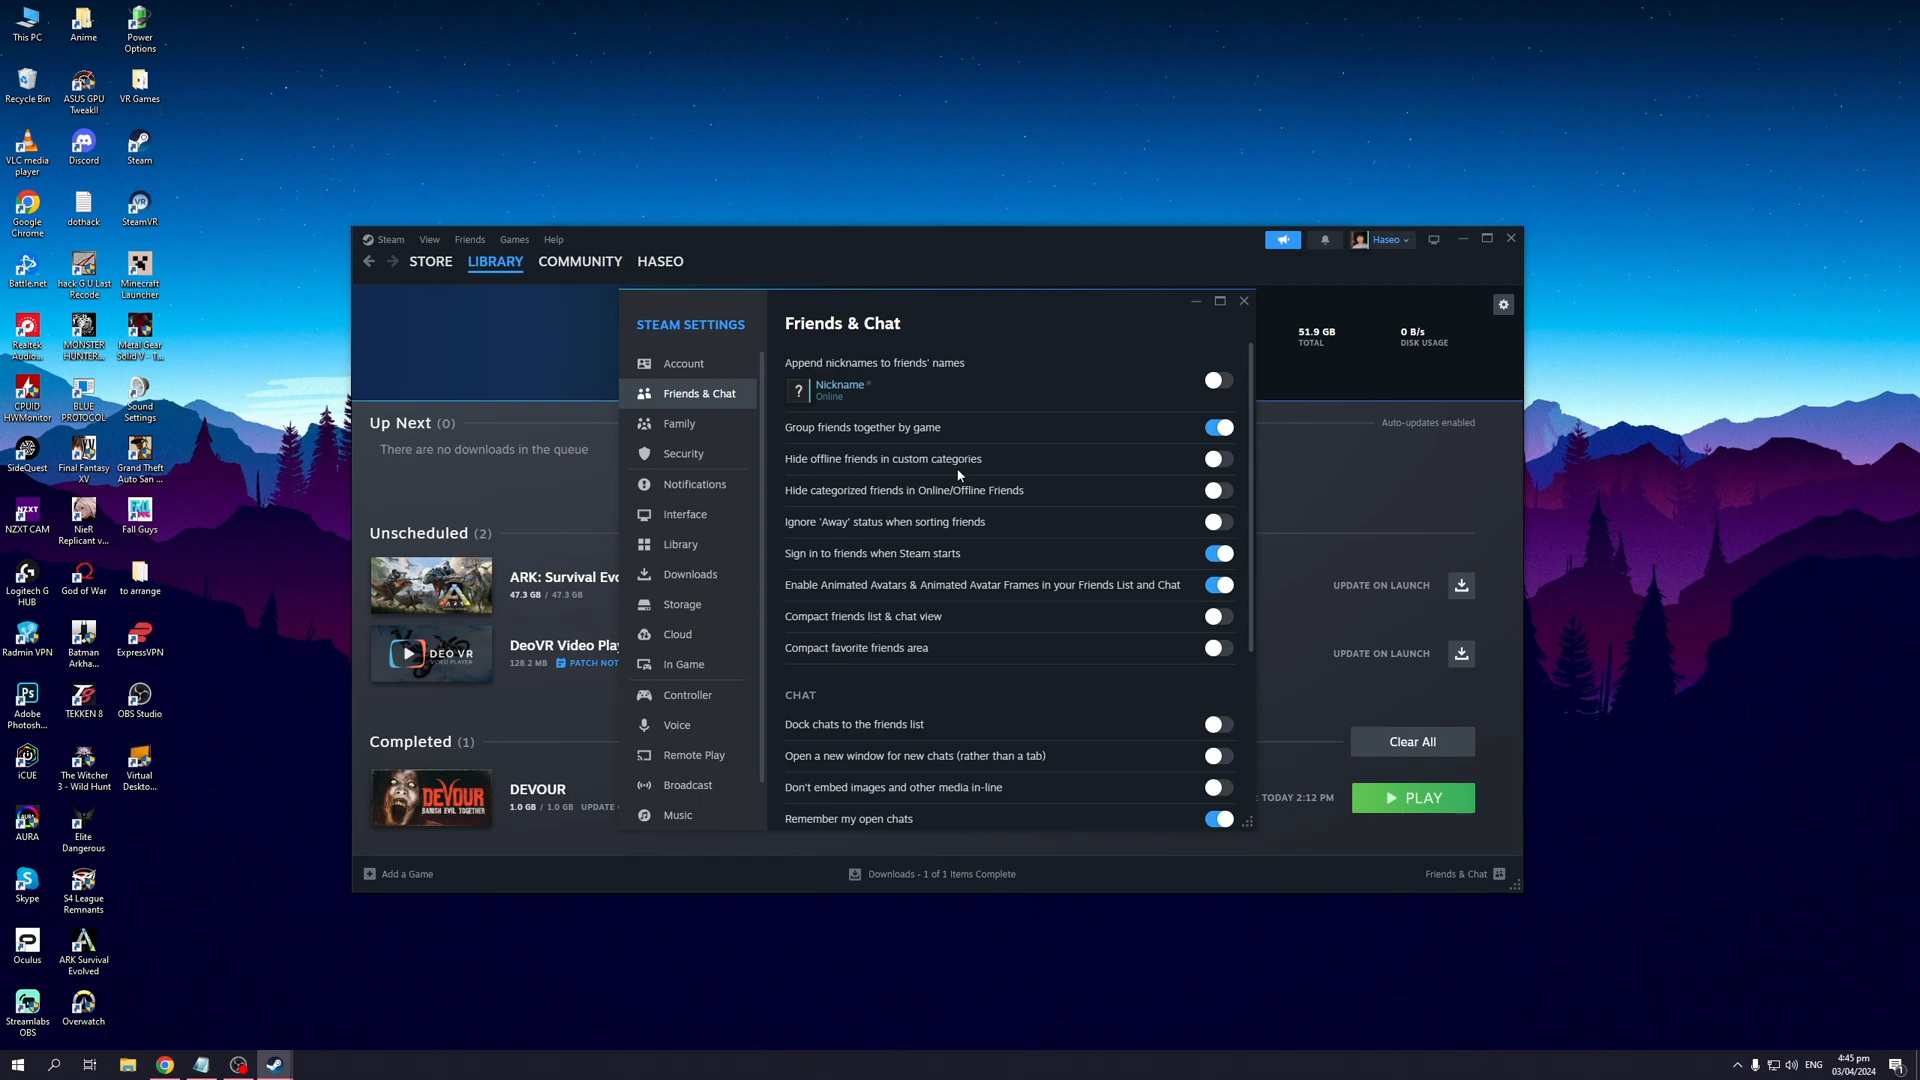 This PC
Anime
Power
Options
Recycle Bin
ASUS GPU
TweakII
VR Games
VLC media
player
Discord
Steam
Google
Chrome
dothack
SteamVR
Battle.net
hack G U Last
Recode
Minecraft
Launcher
Realtek
Audio...
MONSTER
HUNTER...
Metal Gear
Solid V - T...
CPUID
HWMonitor
BLUE
PROTOCOL
Sound
Settings
SideQuest
Final Fantasy
XV
Grand Theft
Auto San ...
NZXT CAM
NieR
Replicant v...
Fall Guys
Logitech G
HUB
God of War
to arrange
Radmin VPN
Batman
Arkha...
ExpressVPN
Adobe
Photosh...
TEKKEN 8
OBS Studio
iCUE
The Witcher
3 - Wild Hunt
Virtual
Deskto...
AURA
Elite
Dangerous
Skype
S4 League
Remnants
Oculus
ARK Survival
Evolved
Streamlabs
OBS
Overwatch
Steam View Friends Games Help
Haseo
STORE LIBRARY COMMUNITY HASEO
51.9 GB
TOTAL
0 B/s
DISK USAGE
Up Next (0)
Auto-updates enabled
There are no downloads in the queue
Unscheduled (2)
ARK: Survival Evo
47.3 GB / 47.3 GB
UPDATE ON LAUNCH
DEO VR
VIDEO PLAYER
DeoVR Video Play
128.2 MB PATCH NOT
UPDATE ON LAUNCH
Completed (1)
Clear All
DEVOUR
BANISH EVIL TOGETHER
DEVOUR
1.0 GB / 1.0 GB UPDATE
: TODAY 2:12 PM
PLAY
Add a Game
Downloads - 1 of 1 Items Complete
Friends & Chat
STEAM SETTINGS
Account
Friends & Chat
Family
Security
Notifications
Interface
Library
Downloads
Storage
Cloud
In Game
Controller
Voice
Remote Play
Broadcast
Music
Friends & Chat
Append nicknames to friends' names
? Nickname *
Online
Group friends together by game
Hide offline friends in custom categories
Hide categorized friends in Online/Offline Friends
Ignore 'Away' status when sorting friends
Sign in to friends when Steam starts
Enable Animated Avatars & Animated Avatar Frames in your Friends List and Chat
Compact friends list & chat view
Compact favorite friends area
CHAT
Dock chats to the friends list
Open a new window for new chats (rather than a tab)
Don't embed images and other media in-line
Remember my open chats
ENG
4:45 pm
03/04/2024